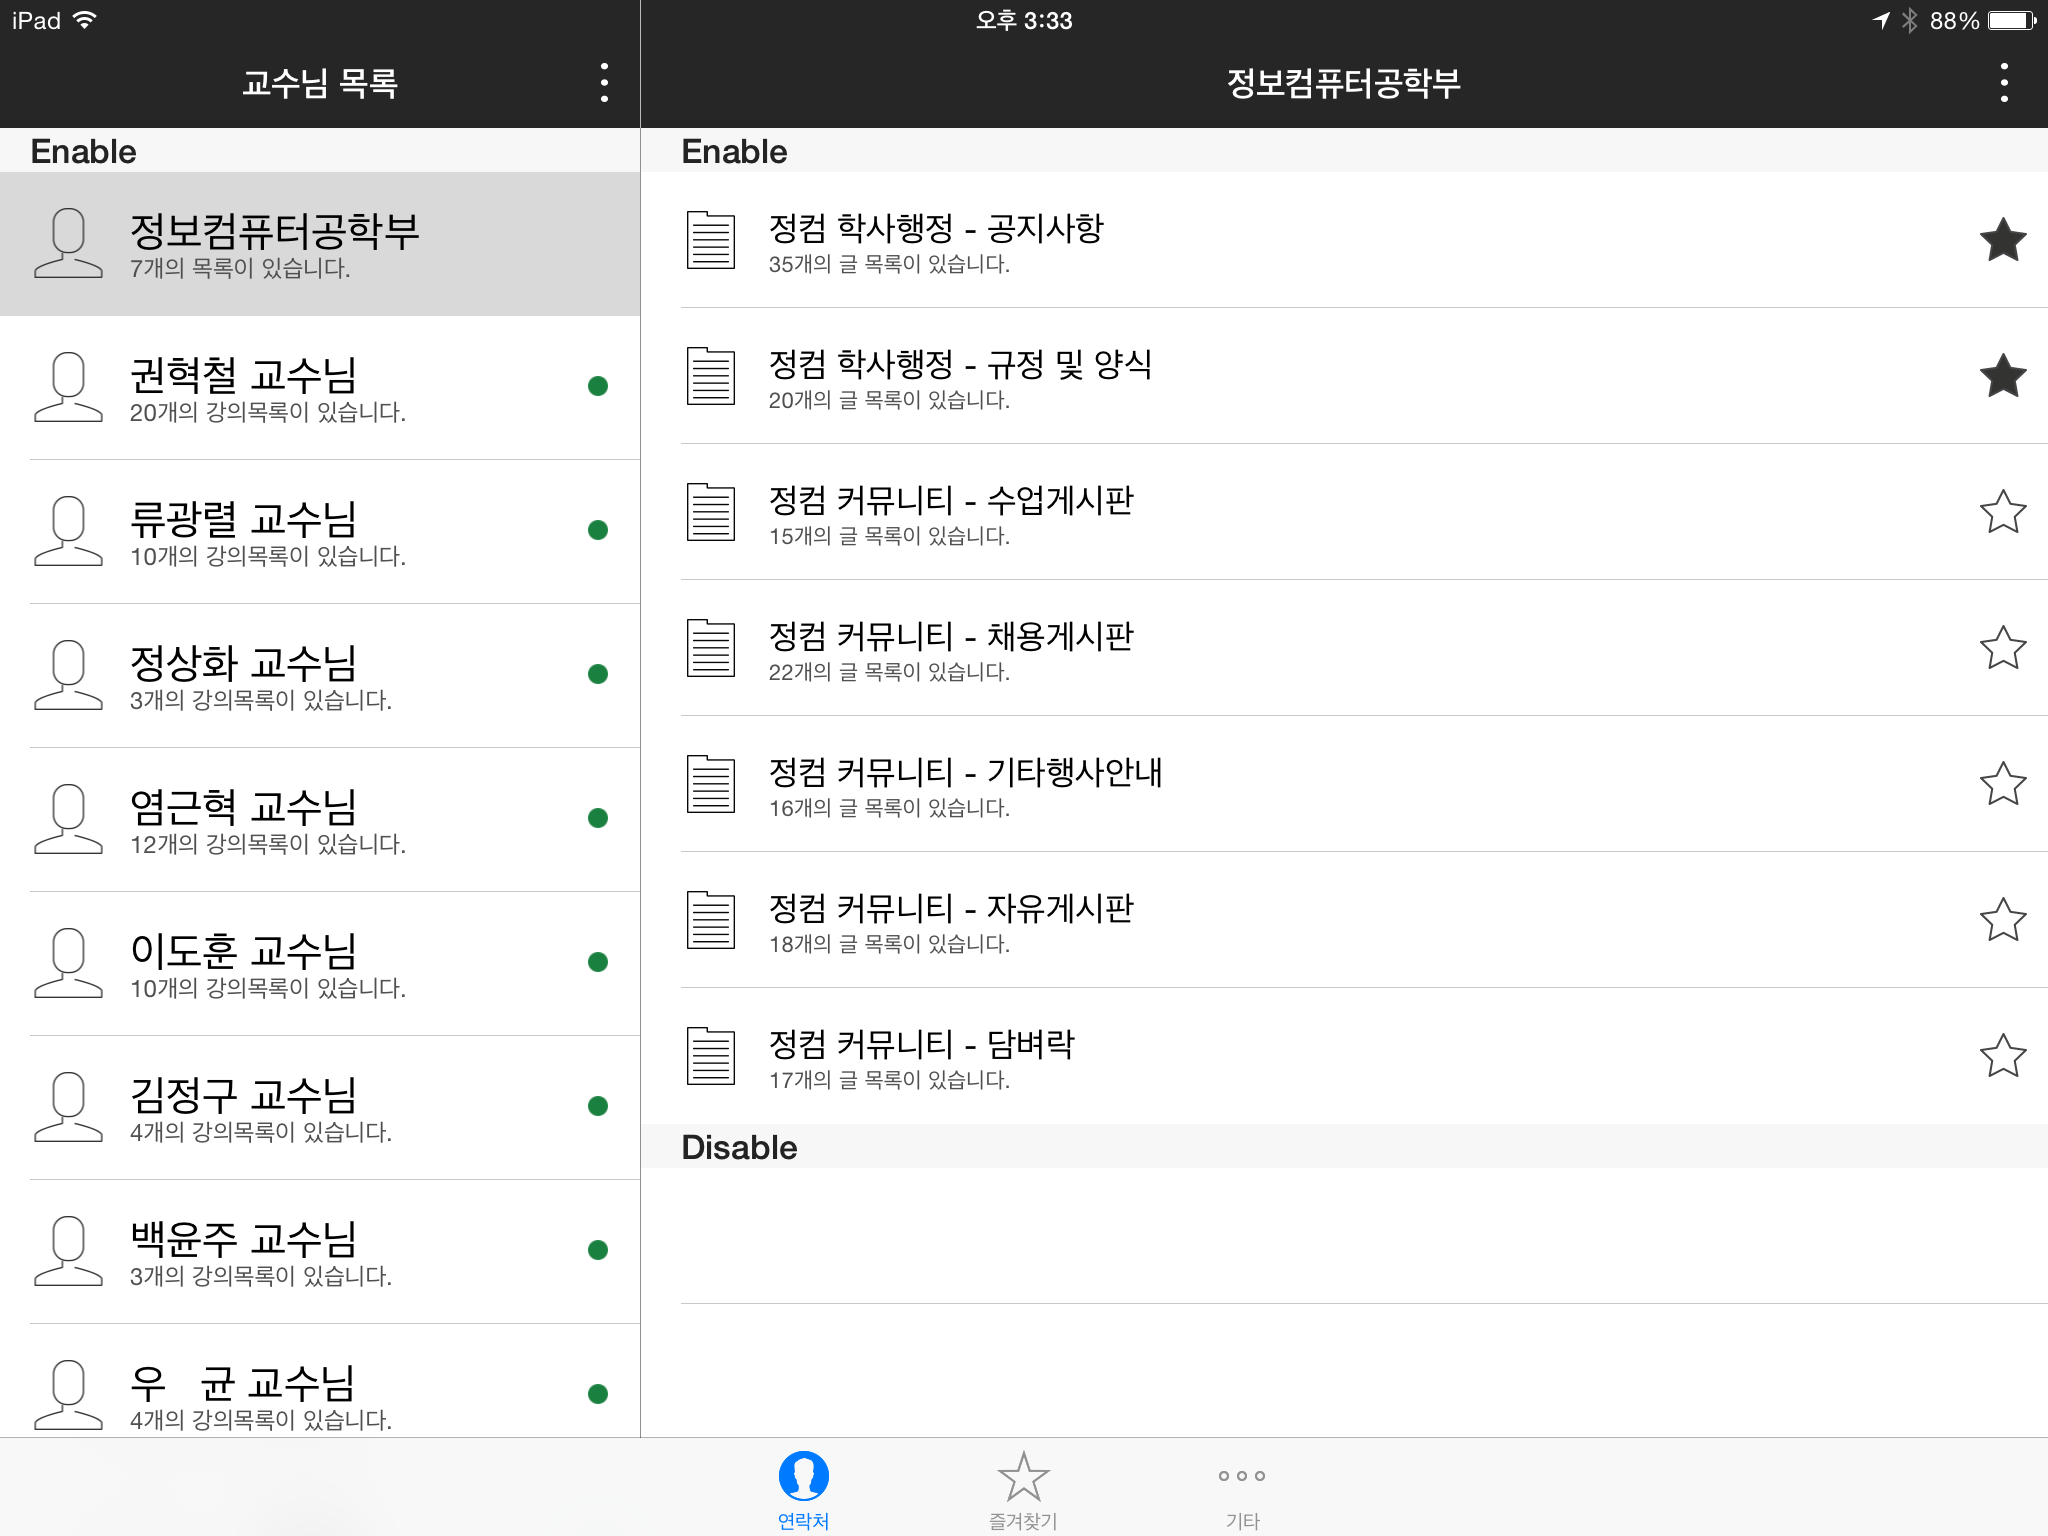 iPad
오후 3:33
88%
교수님 목록
정보컴퓨터공학부
Enable
정보컴퓨터공학부
7개의 목록이 있습니다.
권혁철 교수님
20개의 강의목록이 있습니다.
류광렬 교수님
10개의 강의목록이 있습니다.
정상화 교수님
3개의 강의목록이 있습니다.
염근혁 교수님
12개의 강의목록이 있습니다.
이도훈 교수님
10개의 강의목록이 있습니다.
김정구 교수님
4개의 강의목록이 있습니다.
백윤주 교수님
3개의 강의목록이 있습니다.
우 균 교수님
4개의 강의목록이 있습니다.
Enable
정컴 학사행정 - 공지사항
35개의 글 목록이 있습니다.
정컴 학사행정 - 규정 및 양식
20개의 글 목록이 있습니다.
정컴 커뮤니티 - 수업게시판
15개의 글 목록이 있습니다.
정컴 커뮤니티 - 채용게시판
22개의 글 목록이 있습니다.
정컴 커뮤니티 - 기타행사안내
16개의 글 목록이 있습니다.
정컴 커뮤니티 - 자유게시판
18개의 글 목록이 있습니다.
정컴 커뮤니티 - 담벼락
17개의 글 목록이 있습니다.
Disable
연락처
즐겨찾기
기타